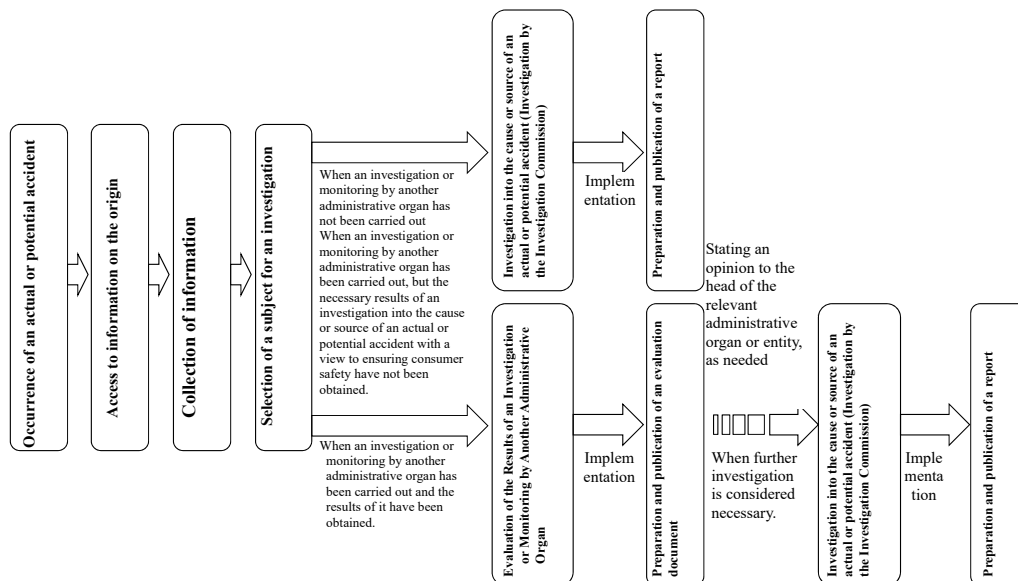 Occurrence of an actual or potential accident
Access to information on the origin
Collection of information
Selection of a subject for an investigation
When an investigation or
monitoring by another
administrative organ has
not been carried out
When an investigation or
monitoring by another
administrative organ has
been carried out, but the
necessary results of an
investigation into the cause
or source of an actual or
potential accident with a
view to ensuring consumer
safety have not been
obtained.
When an investigation or
monitoring by another
administrative organ has
been carried out and the
results of it have been
obtained.
Investigation into the cause or source of an
actual or potential accident (Investigation by
the Investigation Commission)
Implem
entation
Preparation and publication of a report
Evaluation of the Results of an Investigation
or Monitoring by Another Administrative
Organ
Implem
entation
Preparation and publication of an evaluation
document
Stating an
opinion to the
head of the
relevant
administrative
organ or entity,
as needed
When further
investigation
is considered
necessary.
Investigation into the cause or source of an
actual or potential accident (Investigation by
the Investigation Commission)
Imple
menta
tion
Preparation and publication of a report